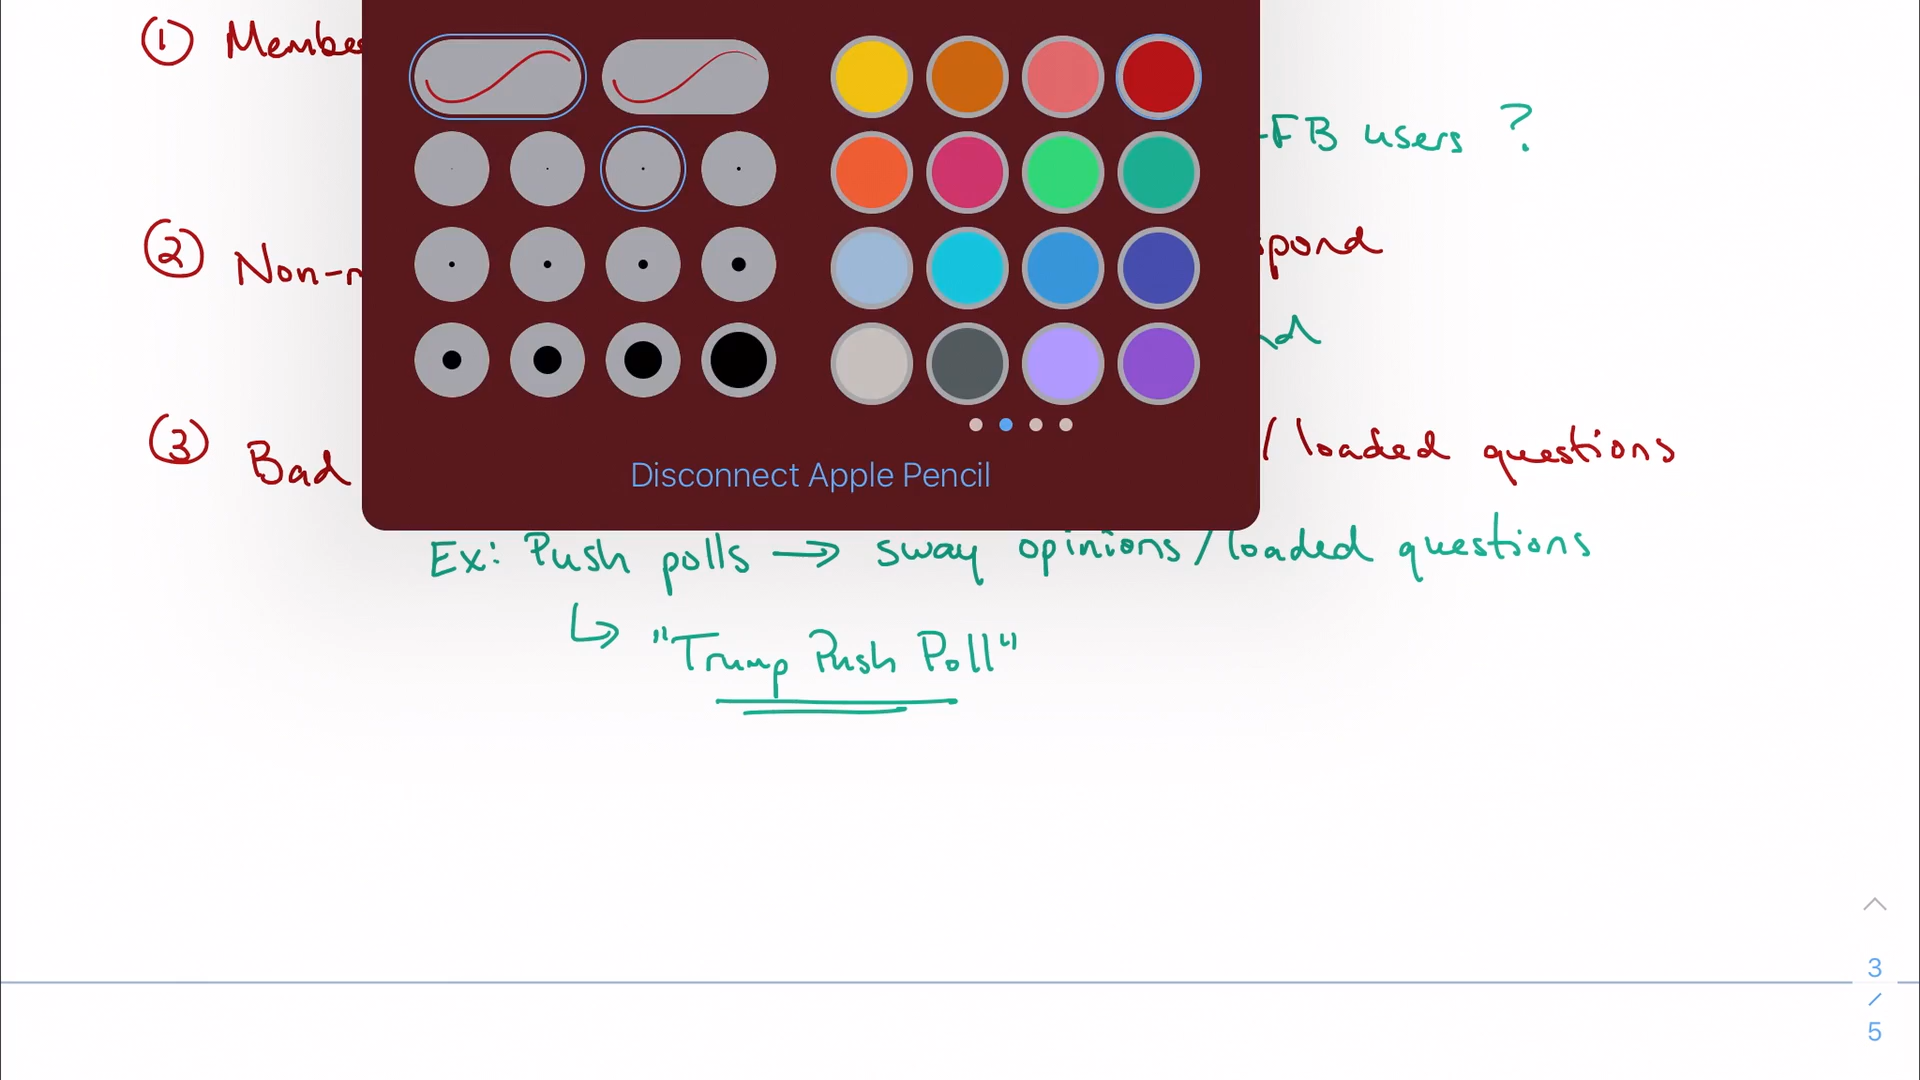 ① Membe
-FB users ?
② Non-
spond
nd
③ Bad / loaded questions
Disconnect Apple Pencil
Ex: Push polls → sway opinions / loaded questions
↳ "Trump Push Poll"
3
/
5